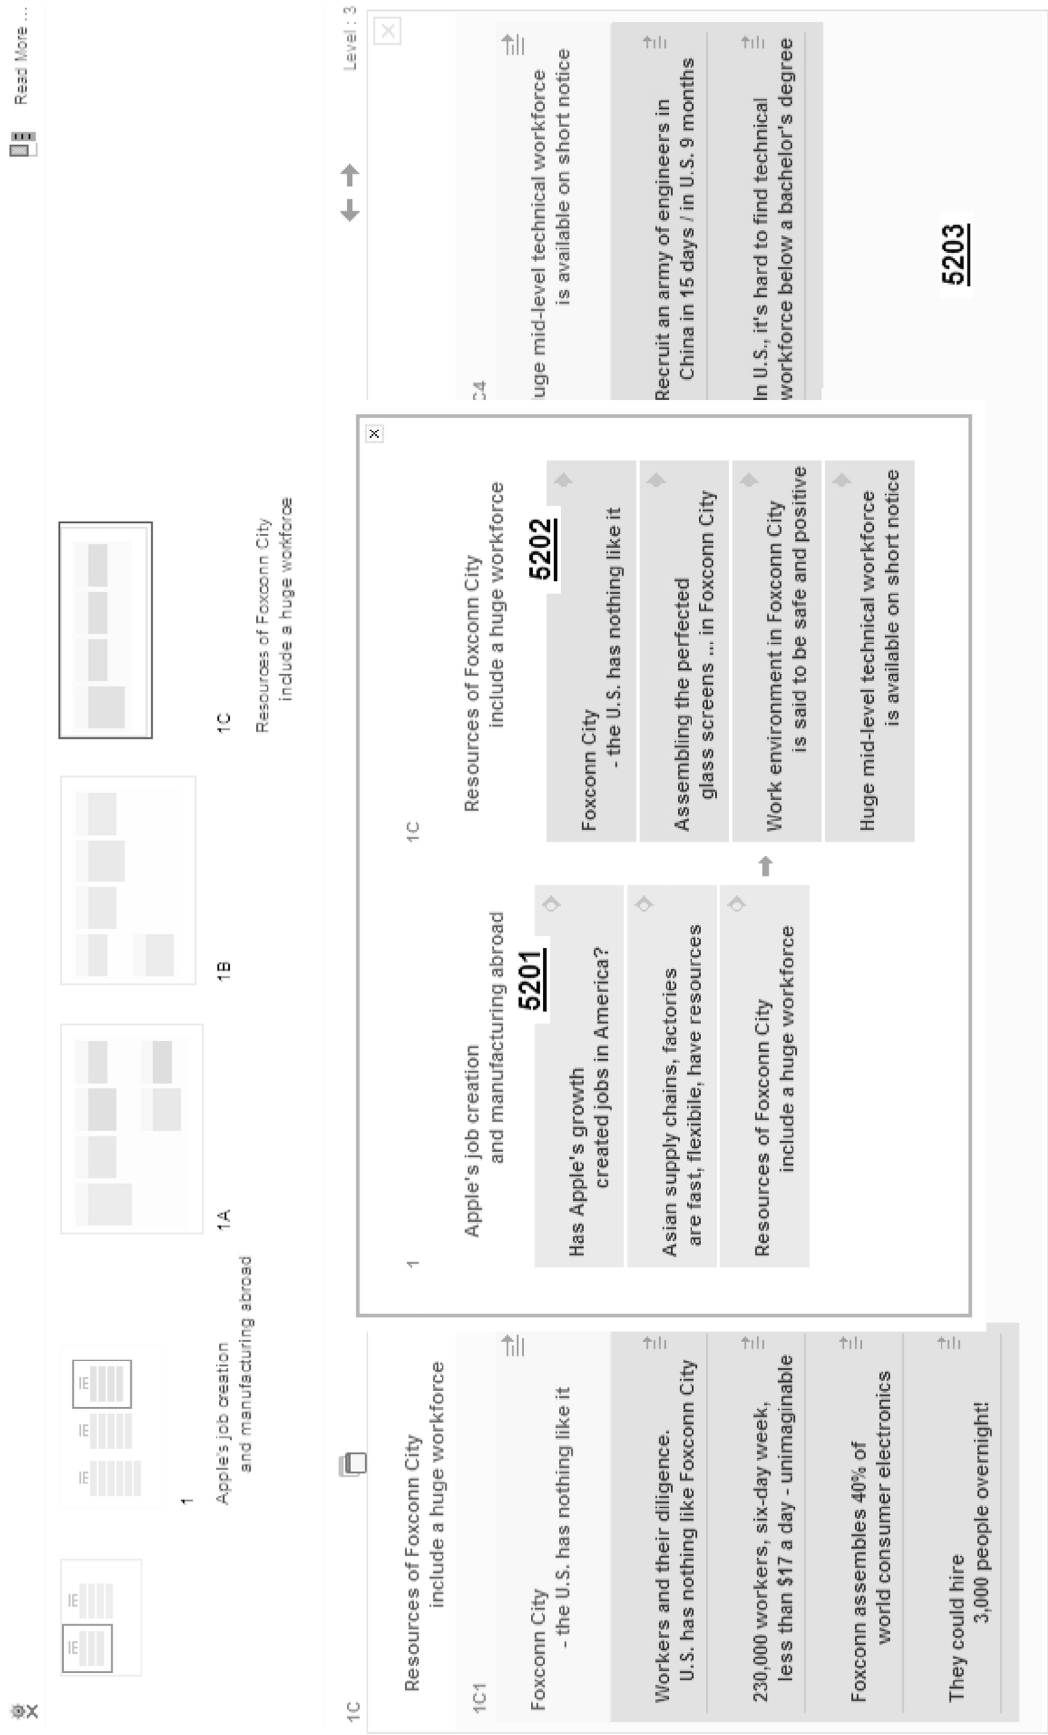 Read More ...
1
Apple's job creation
and manufacturing abroad
1A
1B
1C
Resources of Foxconn City
include a huge workforce
IE
IE
IE
IE
IE
Level : 3
1C
Resources of Foxconn City
include a huge workforce
1C1
Foxconn City
- the U.S. has nothing like it
Workers and their diligence.
U.S. has nothing like Foxconn City
230,000 workers, six-day week,
less than $17 a day - unimaginable
Foxconn assembles 40% of
world consumer electronics
They could hire
3,000 people overnight!
1
Apple's job creation
and manufacturing abroad
5201
Has Apple's growth
created jobs in America?
Asian supply chains, factories
are fast, flexibile, have resources
Resources of Foxconn City
include a huge workforce
1C
Resources of Foxconn City
include a huge workforce
5202
Foxconn City
- the U.S. has nothing like it
Assembling the perfected
glass screens ... in Foxconn City
Work environment in Foxconn City
is said to be safe and positive
Huge mid-level technical workforce
is available on short notice
C4
uge mid-level technical workforce
is available on short notice
Recruit an army of engineers in
China in 15 days / in U.S. 9 months
In U.S., it's hard to find technical
workforce below a bachelor's degree
5203